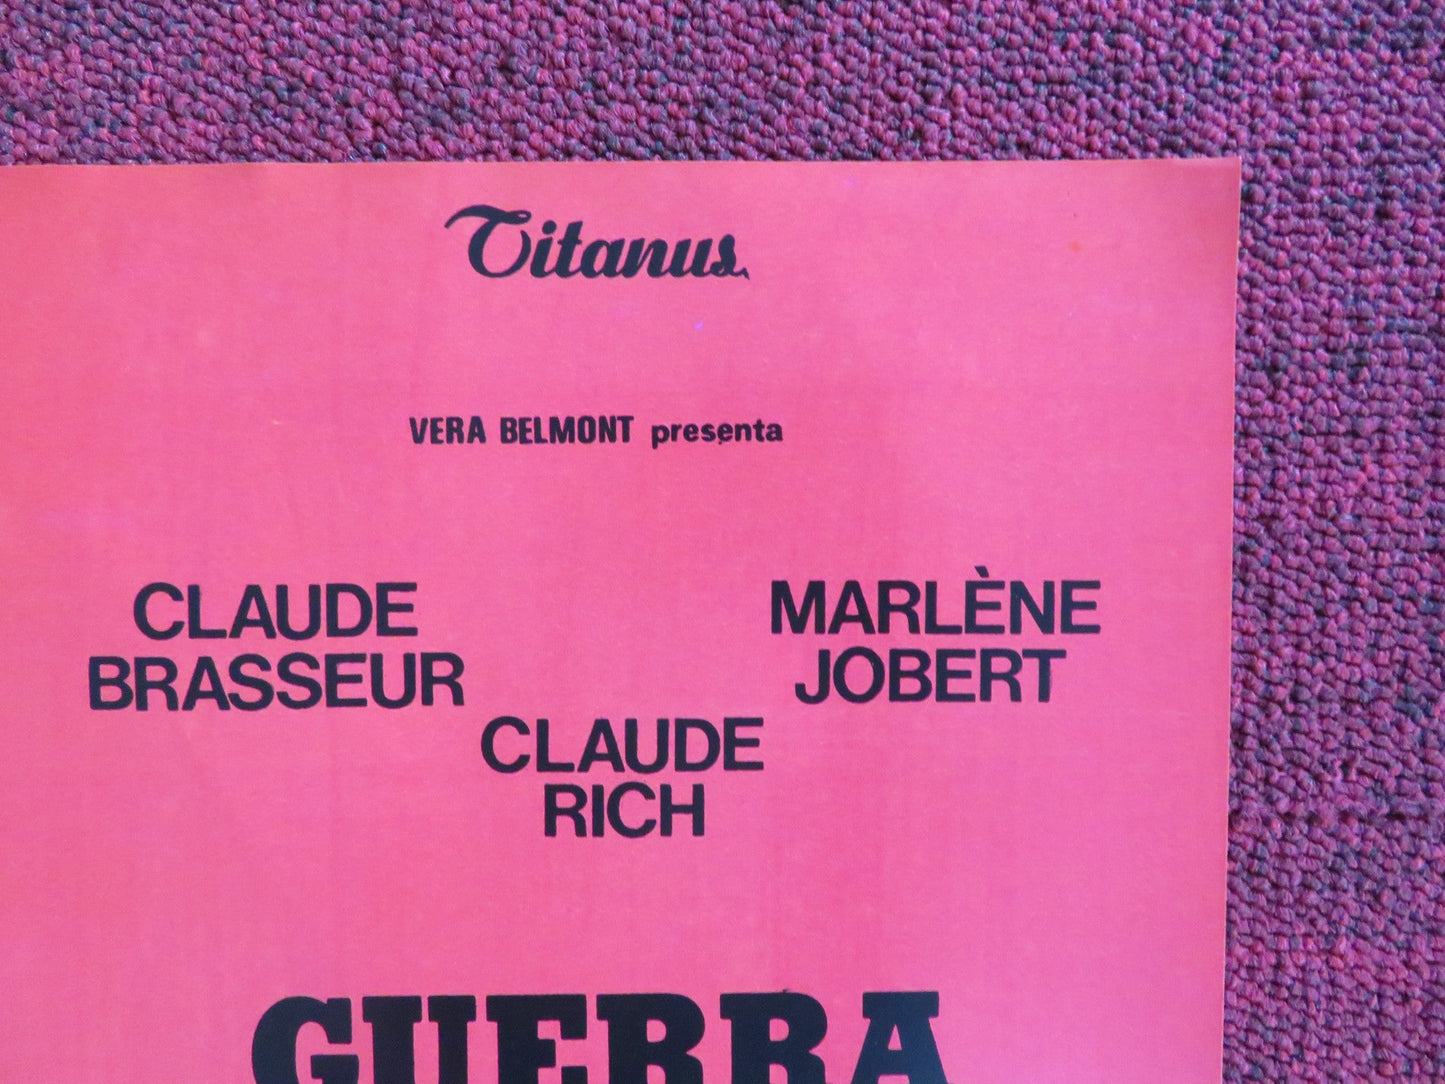 Titanus
VERA BELMONT presenta
CLAUDE
BRASSEUR
MARLÈNE
JOBERT
CLAUDE
RICH
GUERRA